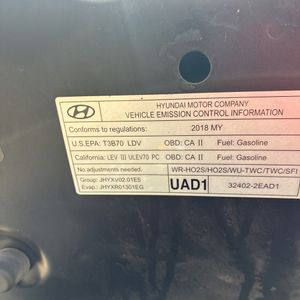 HYUNDAI MOTOR COMPANY
VEHICLE EMISSION CONTROL INFORMATION
Conforms to regulations: 2018 MY
U.S.EPA: T3B70 LDV OBD: CA II Fuel: Gasoline
California: LEV III ULEV70 PC OBD: CA II Fuel: Gasoline
No adjustments needed. WR-HO2S/HO2S/WU-TWC/TWC/SFI
Group: JHYXV02.01E5
Evap: JHYXR01301EG
UAD1 32402-2EAD1